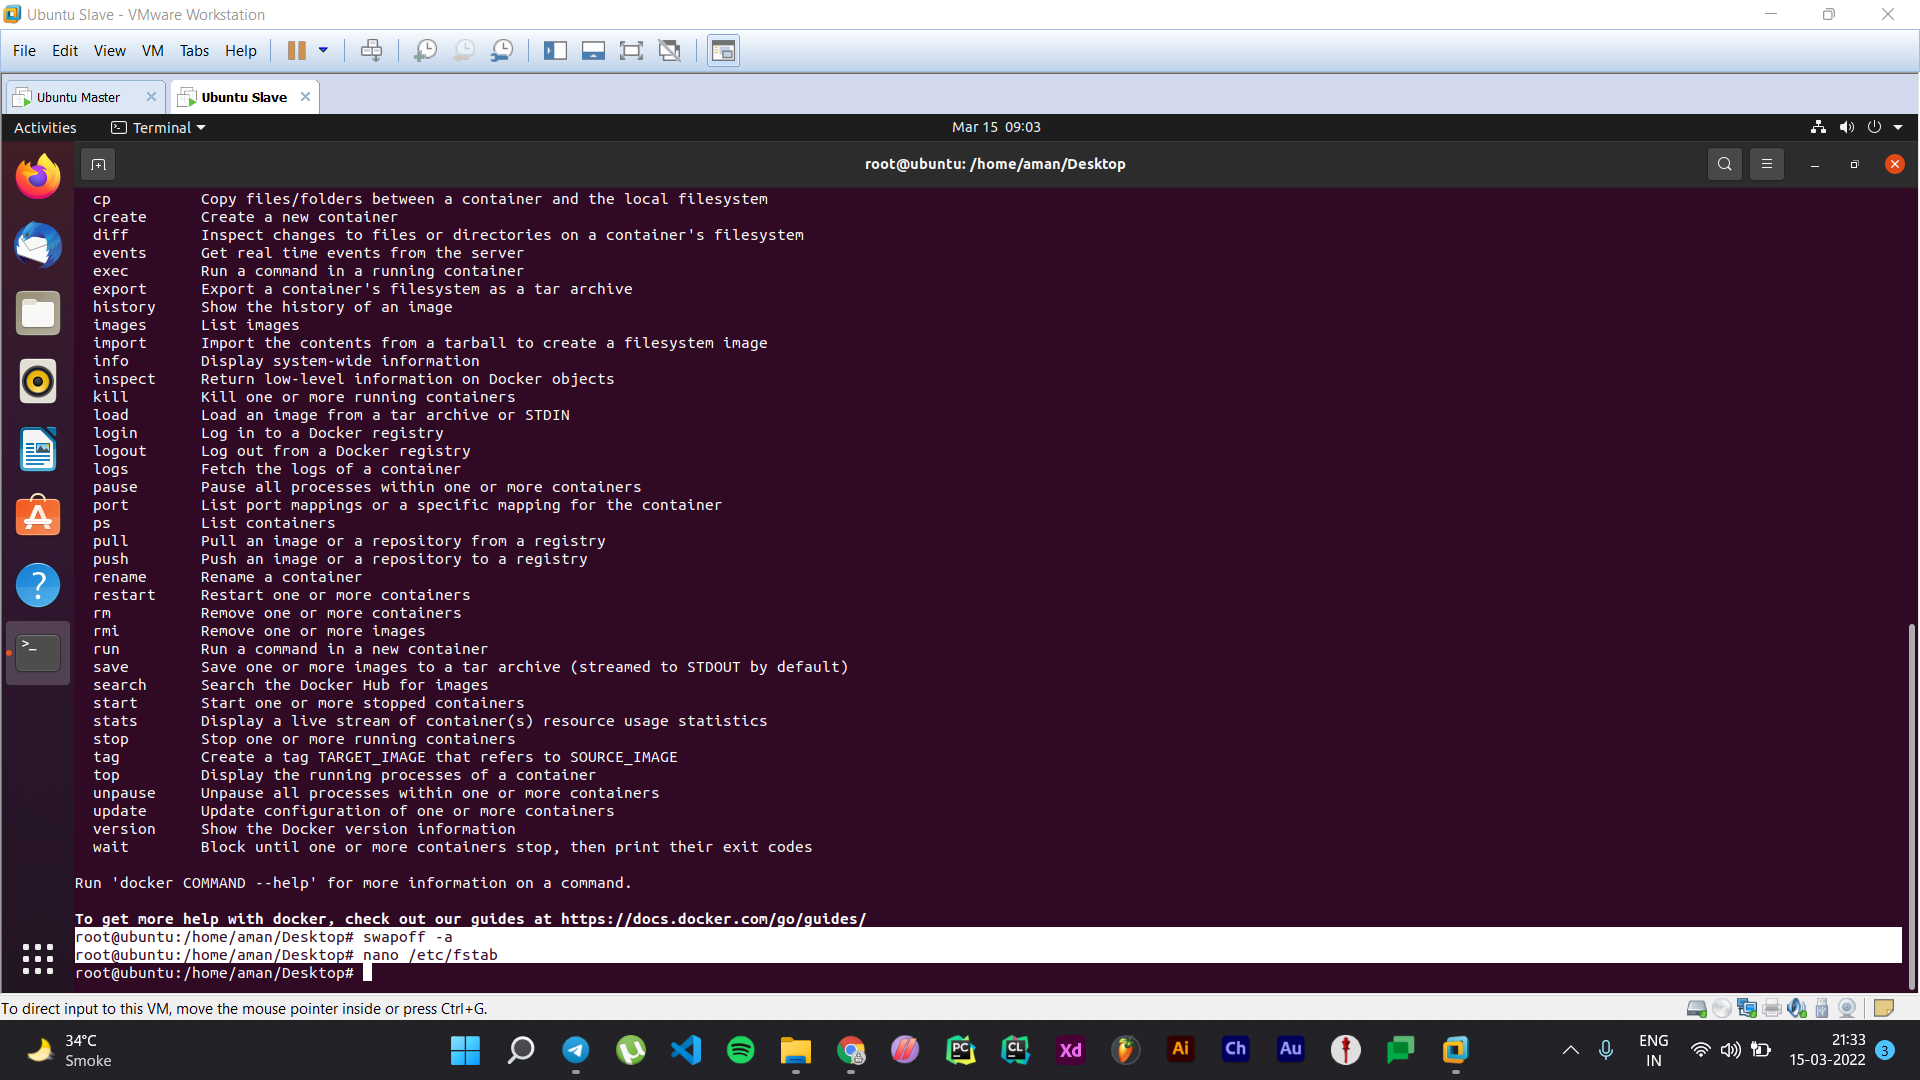 Ubuntu Slave - VMware Workstation
File Edit View VM Tabs Help
Ubuntu Master Ubuntu Slave
Activities Terminal Mar 15 09:03
root@ubuntu: /home/aman/Desktop
cp Copy files/folders between a container and the local filesystem
create Create a new container
diff Inspect changes to files or directories on a container's filesystem
events Get real time events from the server
exec Run a command in a running container
export Export a container's filesystem as a tar archive
history Show the history of an image
images List images
import Import the contents from a tarball to create a filesystem image
info Display system-wide information
inspect Return low-level information on Docker objects
kill Kill one or more running containers
load Load an image from a tar archive or STDIN
login Log in to a Docker registry
logout Log out from a Docker registry
logs Fetch the logs of a container
pause Pause all processes within one or more containers
port List port mappings or a specific mapping for the container
ps List containers
pull Pull an image or a repository from a registry
push Push an image or a repository to a registry
rename Rename a container
restart Restart one or more containers
rm Remove one or more containers
rmi Remove one or more images
run Run a command in a new container
save Save one or more images to a tar archive (streamed to STDOUT by default)
search Search the Docker Hub for images
start Start one or more stopped containers
stats Display a live stream of container(s) resource usage statistics
stop Stop one or more running containers
tag Create a tag TARGET_IMAGE that refers to SOURCE_IMAGE
top Display the running processes of a container
unpause Unpause all processes within one or more containers
update Update configuration of one or more containers
version Show the Docker version information
wait Block until one or more containers stop, then print their exit codes
Run 'docker COMMAND --help' for more information on a command.
To get more help with docker, check out our guides at https://docs.docker.com/go/guides/
root@ubuntu:/home/aman/Desktop# swapoff -a
root@ubuntu:/home/aman/Desktop# nano /etc/fstab
root@ubuntu:/home/aman/Desktop#
To direct input to this VM, move the mouse pointer inside or press Ctrl+G.
34°C
Smoke
PC
CL
Xd
Ai
Ch
Au
ENG
IN
21:33
15-03-2022
3